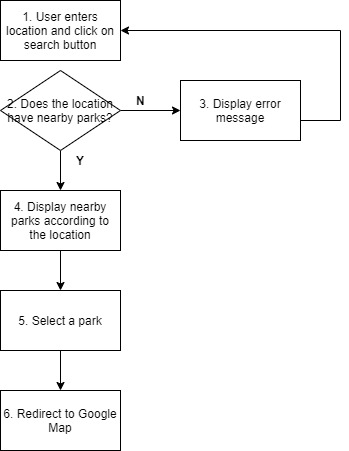 1. User enters
location and click on
search button
2. Does the location
have nearby parks?
N
3. Display error
message
Y
4. Display nearby
parks according to
the location
5. Select a park
6. Redirect to Google
Map